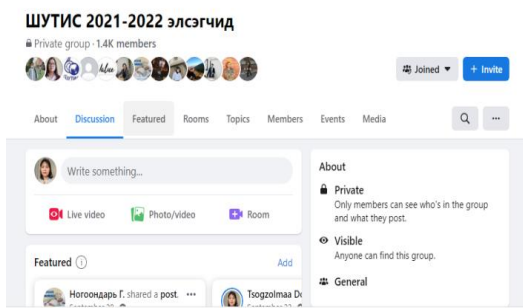 ШУТИС 2021-2022 элсэгчид
Private group · 1.4K members
Joined
+ Invite
About Discussion Featured Rooms Topics Members Events Media
Write something...
Live video Photo/video Room
Featured
Add
Ногоондарь Г. shared a post.
Tsogzolmaa
About
Private
Only members can see who's in the group
and what they post.
Visible
Anyone can find this group.
General